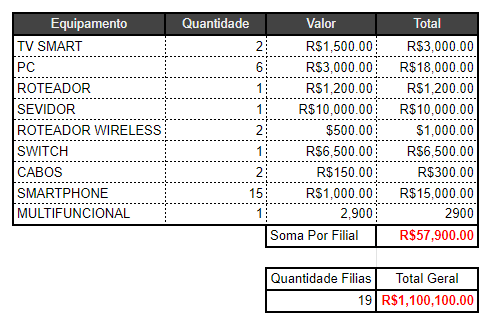 Equipamento Quantidade Valor Total
TV SMART 2 R$1,500.00 R$3,000.00
PC 6 R$3,000.00 R$18,000.00
ROTEADOR 1 R$1,200.00 R$1,200.00
SEVIDOR 1 R$10,000.00 R$10,000.00
ROTEADOR WIRELESS 2 $500.00 $1,000.00
SWITCH 1 R$6,500.00 R$6,500.00
CABOS 2 R$150.00 R$300.00
SMARTPHONE 15 R$1,000.00 R$15,000.00
MULTIFUNCIONAL 1 2,900 2900
Soma Por Filial R$57,900.00
Quantidade Filias Total Geral
19 R$1,100,100.00